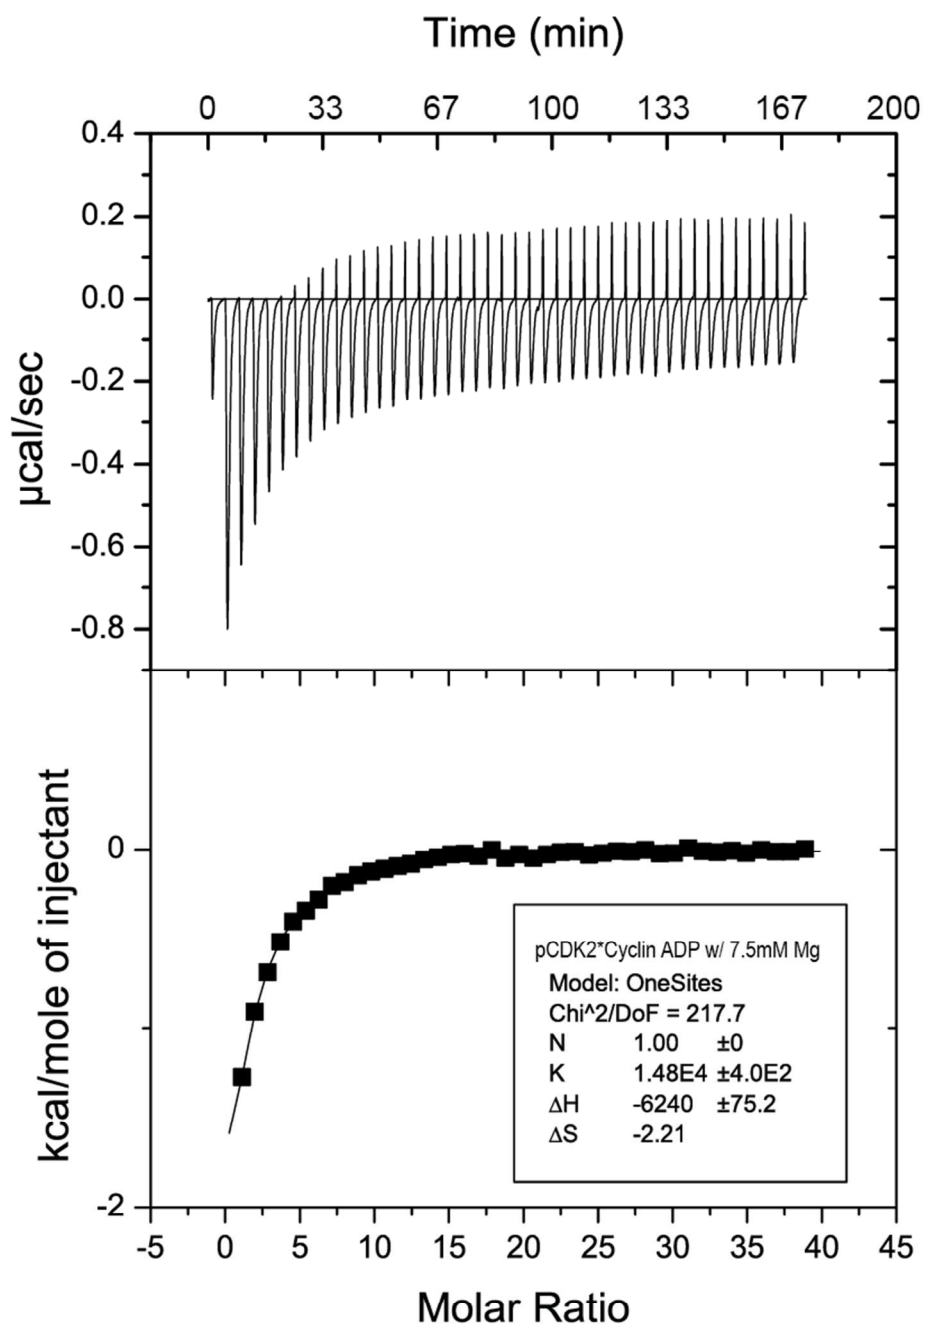 Time (min)
0 33 67 100 133 167 200
0.4
0.2
0.0
-0.2
-0.4
-0.6
-0.8
µcal/sec
0
-2
kcal/mole of injectant
pCDK2*Cyclin ADP w/ 7.5mM Mg
Model: OneSites
Chi^2/DoF = 217.7
N 1.00 ±0
K 1.48E4 ±4.0E2
ΔH -6240 ±75.2
ΔS -2.21
-5 0 5 10 15 20 25 30 35 40 45
Molar Ratio